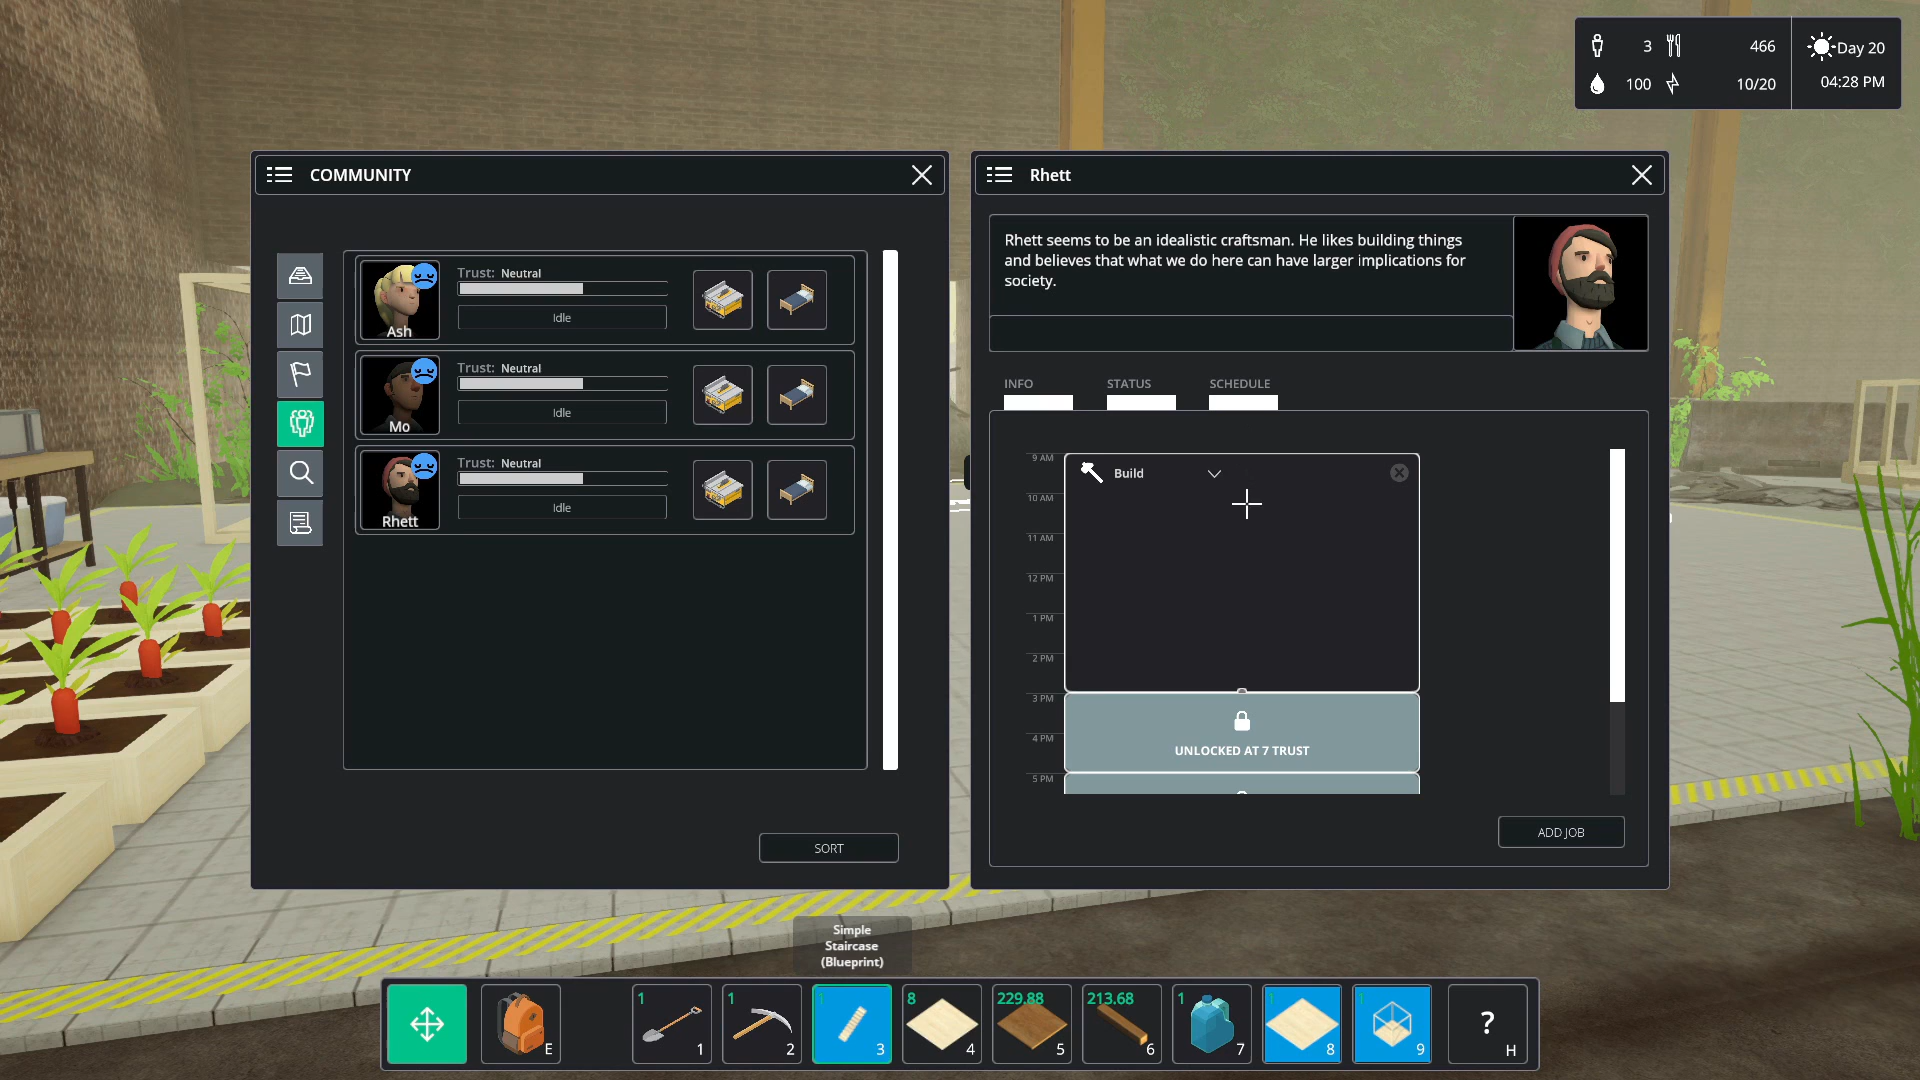 3
466
Day 20
100
10/20
04:28 PM
COMMUNITY
Trust: Neutral
Idle
Ash
Trust: Neutral
Idle
Mo
Trust: Neutral
Idle
Rhett
SORT
Rhett
Rhett seems to be an idealistic craftsman. He likes building things
and believes that what we do here can have larger implications for
society.
INFO
STATUS
SCHEDULE
9 AM
Build
10 AM
11 AM
12 PM
1 PM
2 PM
3 PM
4 PM
UNLOCKED AT 7 TRUST
5 PM
ADD JOB
Simple
Staircase
(Blueprint)
E
1
1
1
2
1
3
8
4
229.88
5
213.68
6
1
7
1
8
1
9
?
H